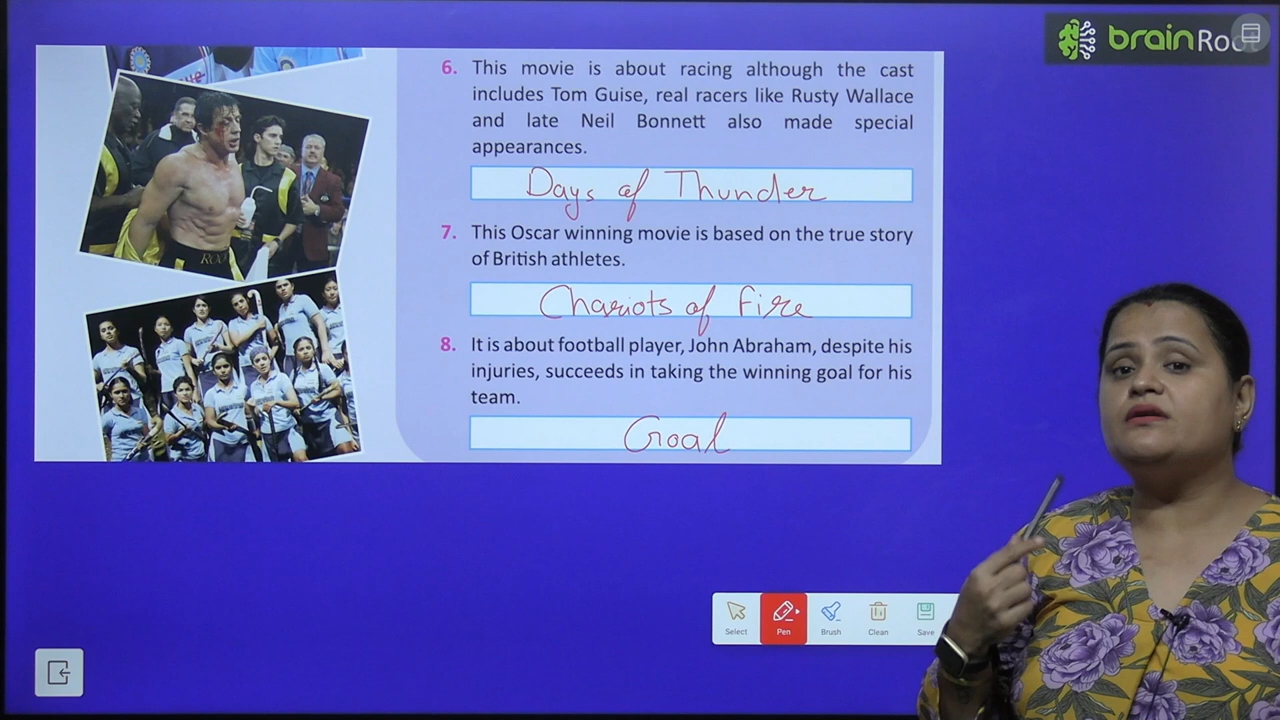 brainRoot
6. This movie is about racing although the cast
includes Tom Guise, real racers like Rusty Wallace
and late Neil Bonnett also made special
appearances.
Days of Thunder
7. This Oscar winning movie is based on the true story
of British athletes.
Chariots of Fire
8. It is about football player, John Abraham, despite his
injuries, succeeds in taking the winning goal for his
team.
Goal
Select Pen Brush Clean Save